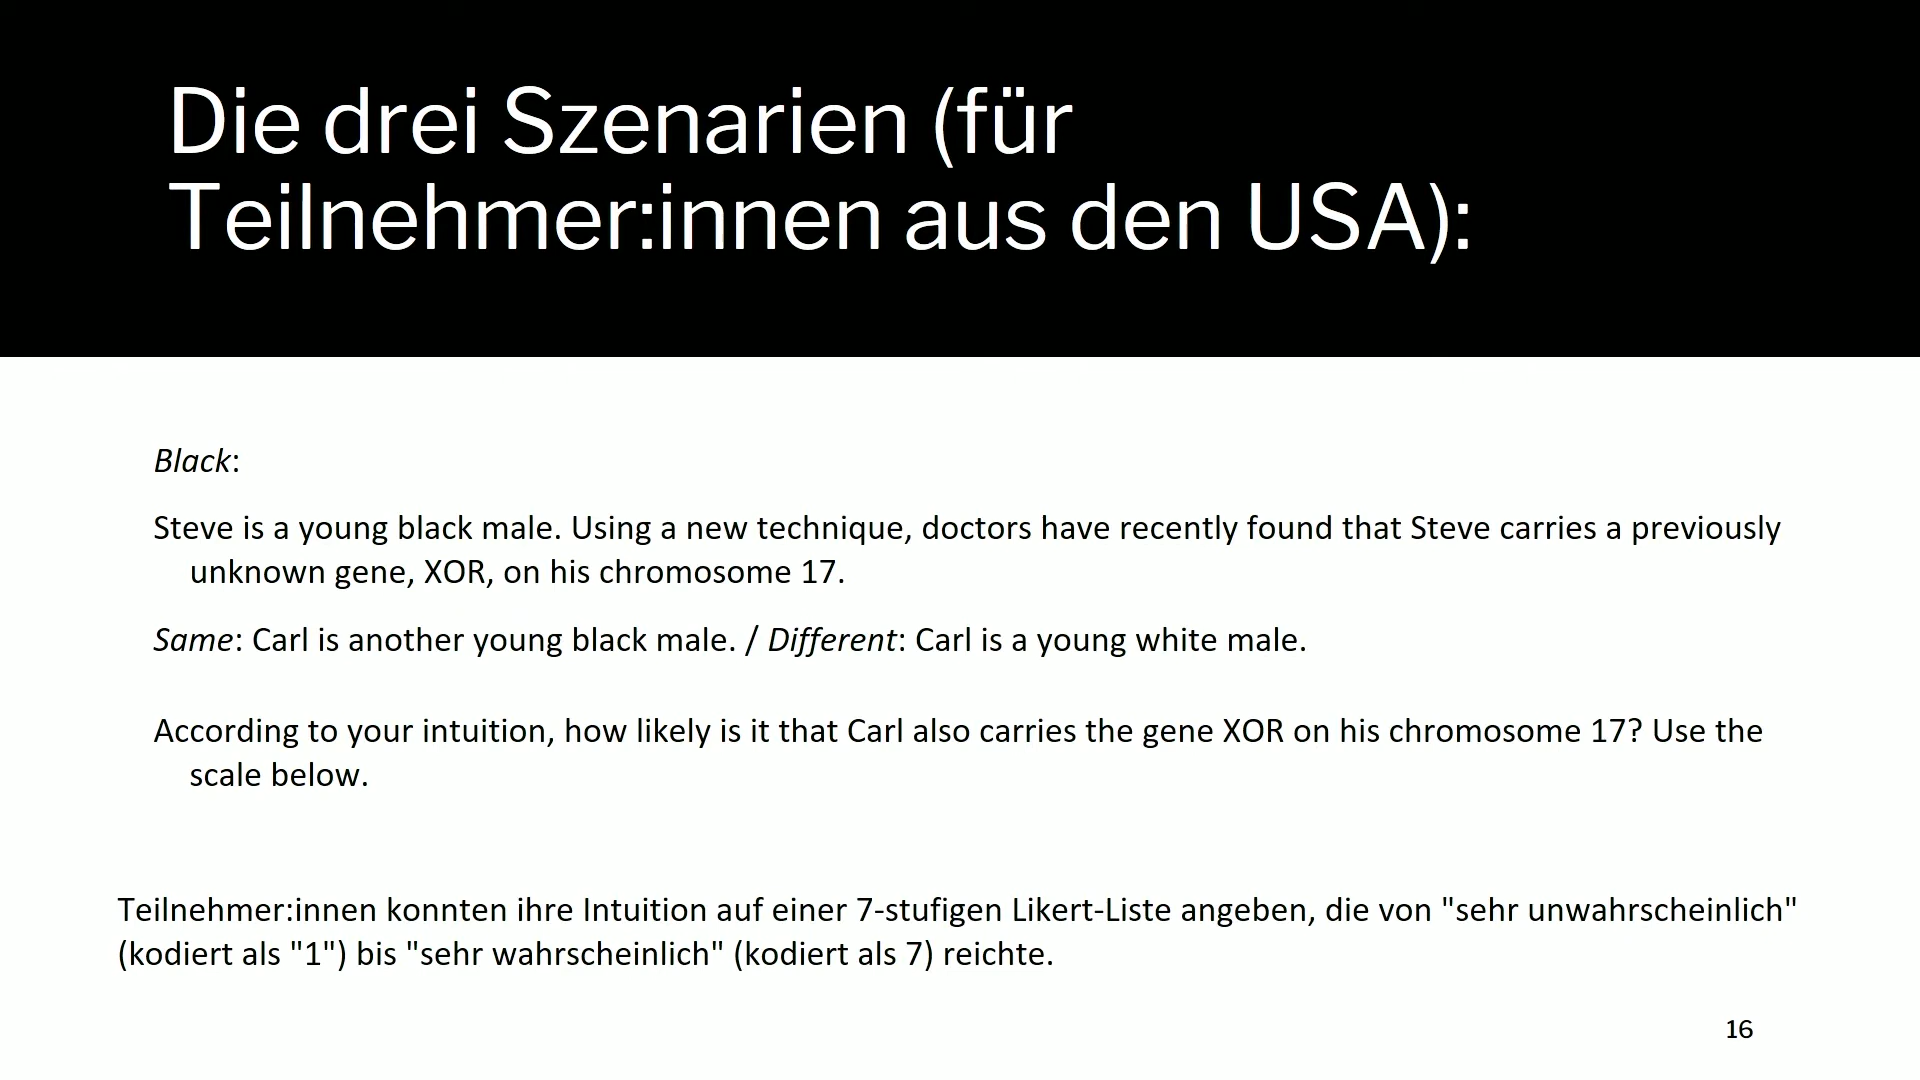 Die drei Szenarien (für
Teilnehmer:innen aus den USA):
Black:
Steve is a young black male. Using a new technique, doctors have recently found that Steve carries a previously
unknown gene, XOR, on his chromosome 17.
Same: Carl is another young black male. / Different: Carl is a young white male.
According to your intuition, how likely is it that Carl also carries the gene XOR on his chromosome 17? Use the
scale below.
Teilnehmer:innen konnten ihre Intuition auf einer 7-stufigen Likert-Liste angeben, die von "sehr unwahrscheinlich"
(kodiert als "1") bis "sehr wahrscheinlich" (kodiert als 7) reichte.
16